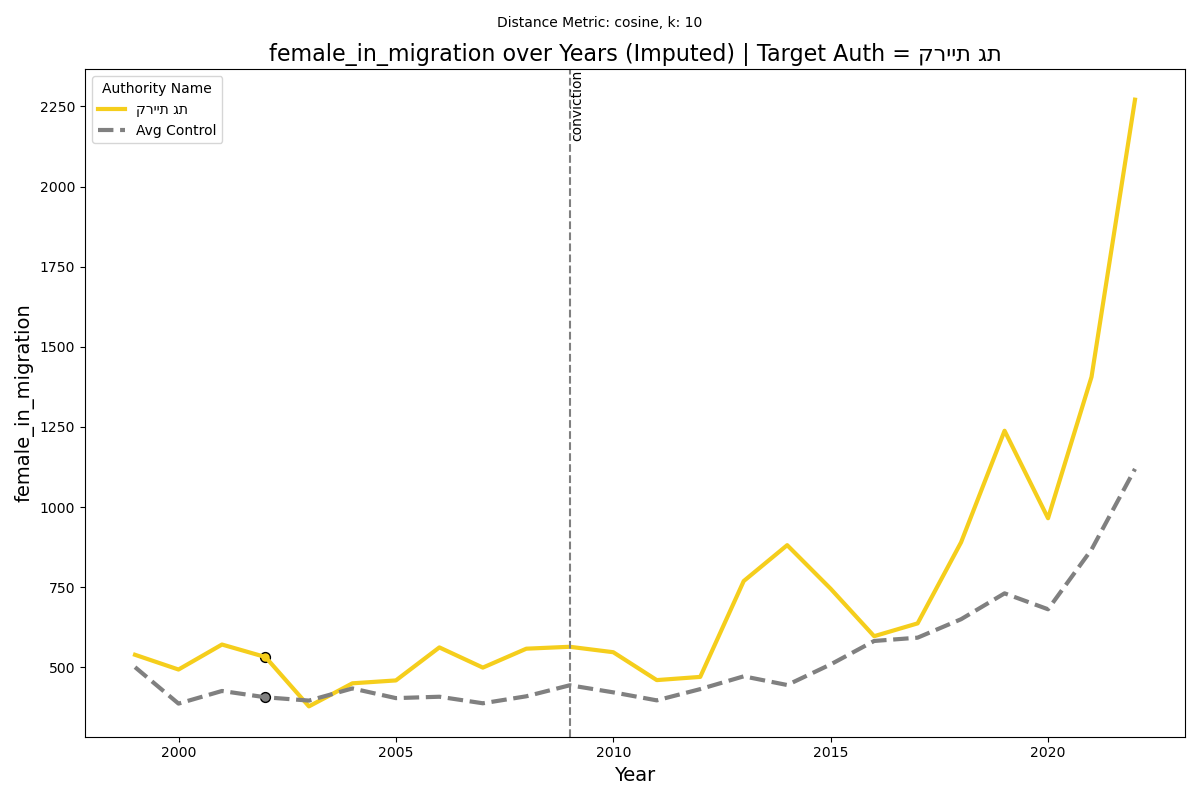 Distance Metric: cosine, k: 10
female_in_migration over Years (Imputed) | Target Auth = קריית גת
Authority Name
קריית גת
Avg Control
conviction
2250
2000
1750
1500
1250
1000
750
500
female_in_migration
2000 2005 2010 2015 2020
Year